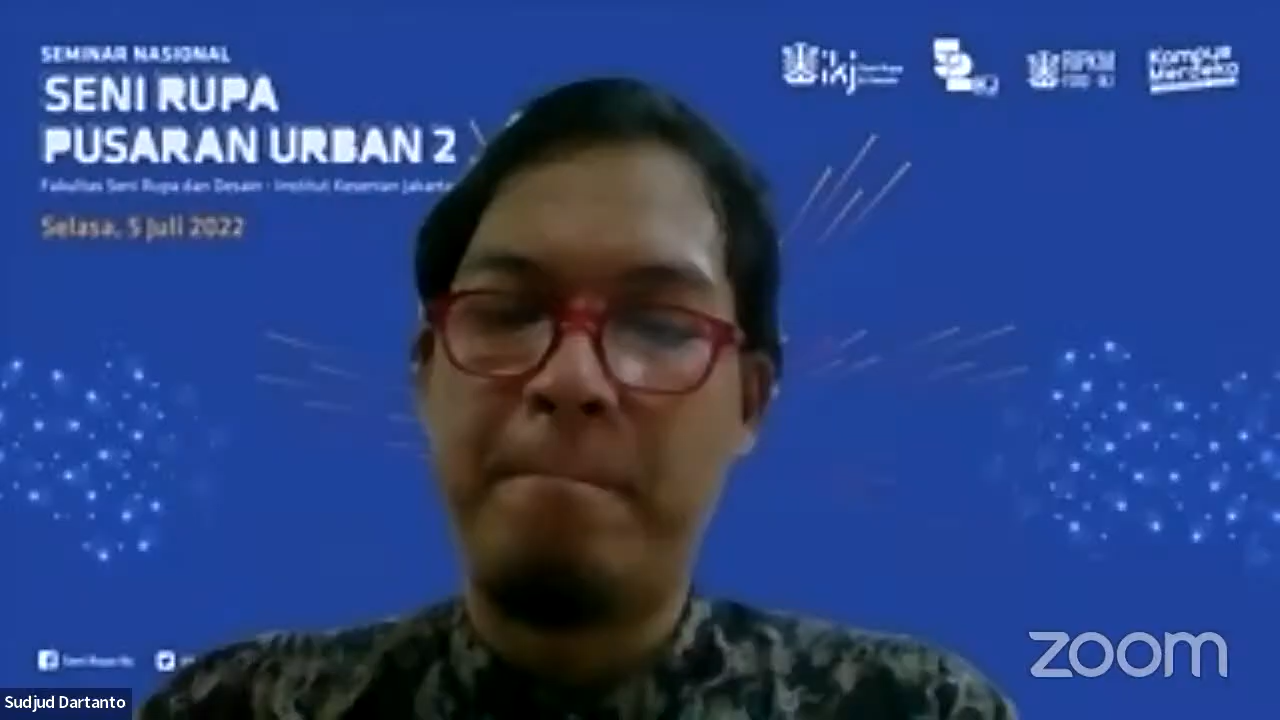 SEMINAR NASIONAL
SENI RUPA
PUSARAN URBAN 2
Fakultas Seni Rupa dan Desain - Institut Kesenian Jakarta
Selasa, 5 Juli 2022
ikj
Kampus
Merdeka
zoom
Sudjud Dartanto